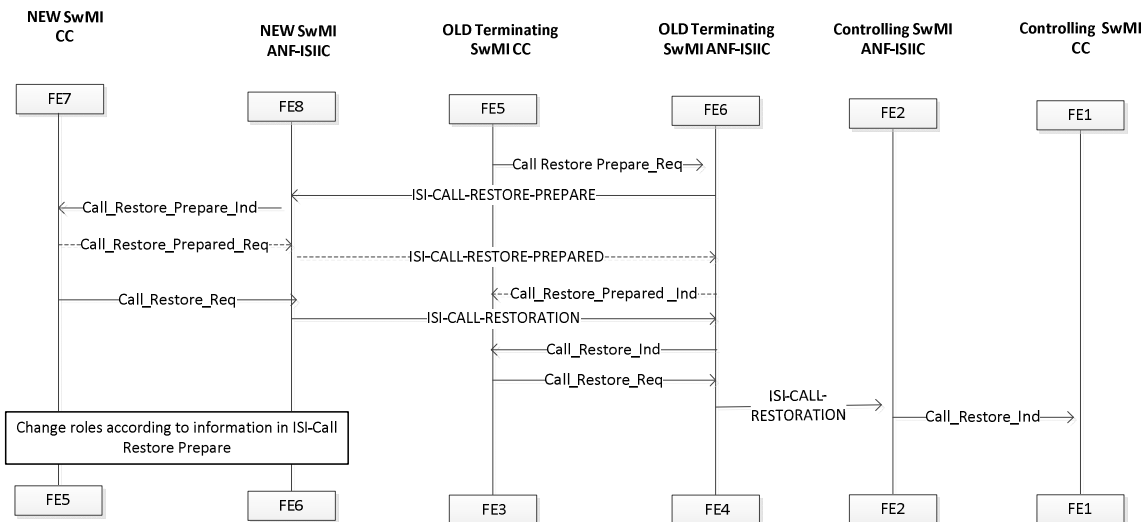 NEW SwMI
CC
NEW SwMI
ANF-ISIIC
OLD Terminating
SwMI CC
OLD Terminating
SwMI ANF-ISIIC
Controlling SwMI
ANF-ISIIC
Controlling SwMI
CC
FE7
FE8
FE5
FE6
FE2
FE1
Call Restore Prepare_Req
ISI-CALL-RESTORE-PREPARE
Call_Restore_Prepare_Ind
Call_Restore_Prepared_Req
ISI-CALL-RESTORE-PREPARED
Call_Restore_Prepared _Ind
Call_Restore_Req
ISI-CALL-RESTORATION
Call_Restore_Ind
Call_Restore_Req
ISI-CALL-
RESTORATION
Call_Restore_Ind
Change roles according to information in ISI-Call
Restore Prepare
FE5
FE6
FE3
FE4
FE2
FE1